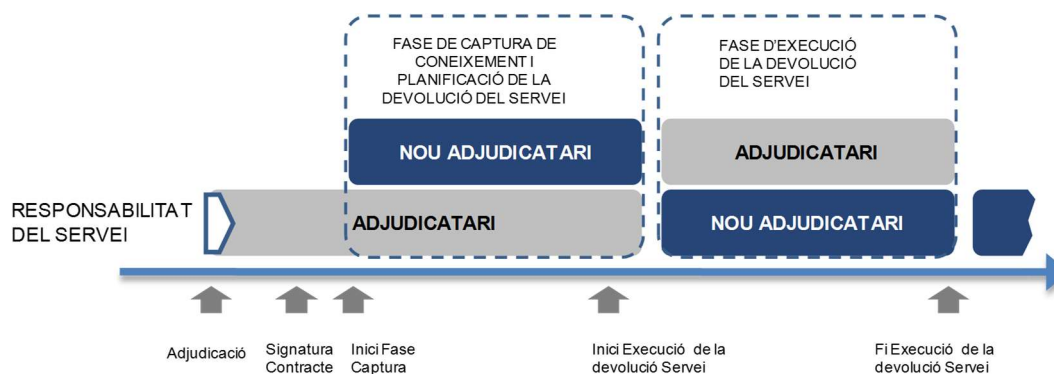 FASE DE CAPTURA DE
CONEIXEMENT I
PLANIFICACIÓ DE LA
DEVOLUCIÓ DEL SERVEI
FASE D'EXECUCIÓ
DE LA DEVOLUCIÓ
DEL SERVEI
NOU ADJUDICATARI
ADJUDICATARI
RESPONSABILITAT
DEL SERVEI
ADJUDICATARI
NOU ADJUDICATARI
Adjudicació
Signatura
Contracte
Inici Fase
Captura
Inici Execució de la
devolució Servei
Fi Execució de la
devolució Servei